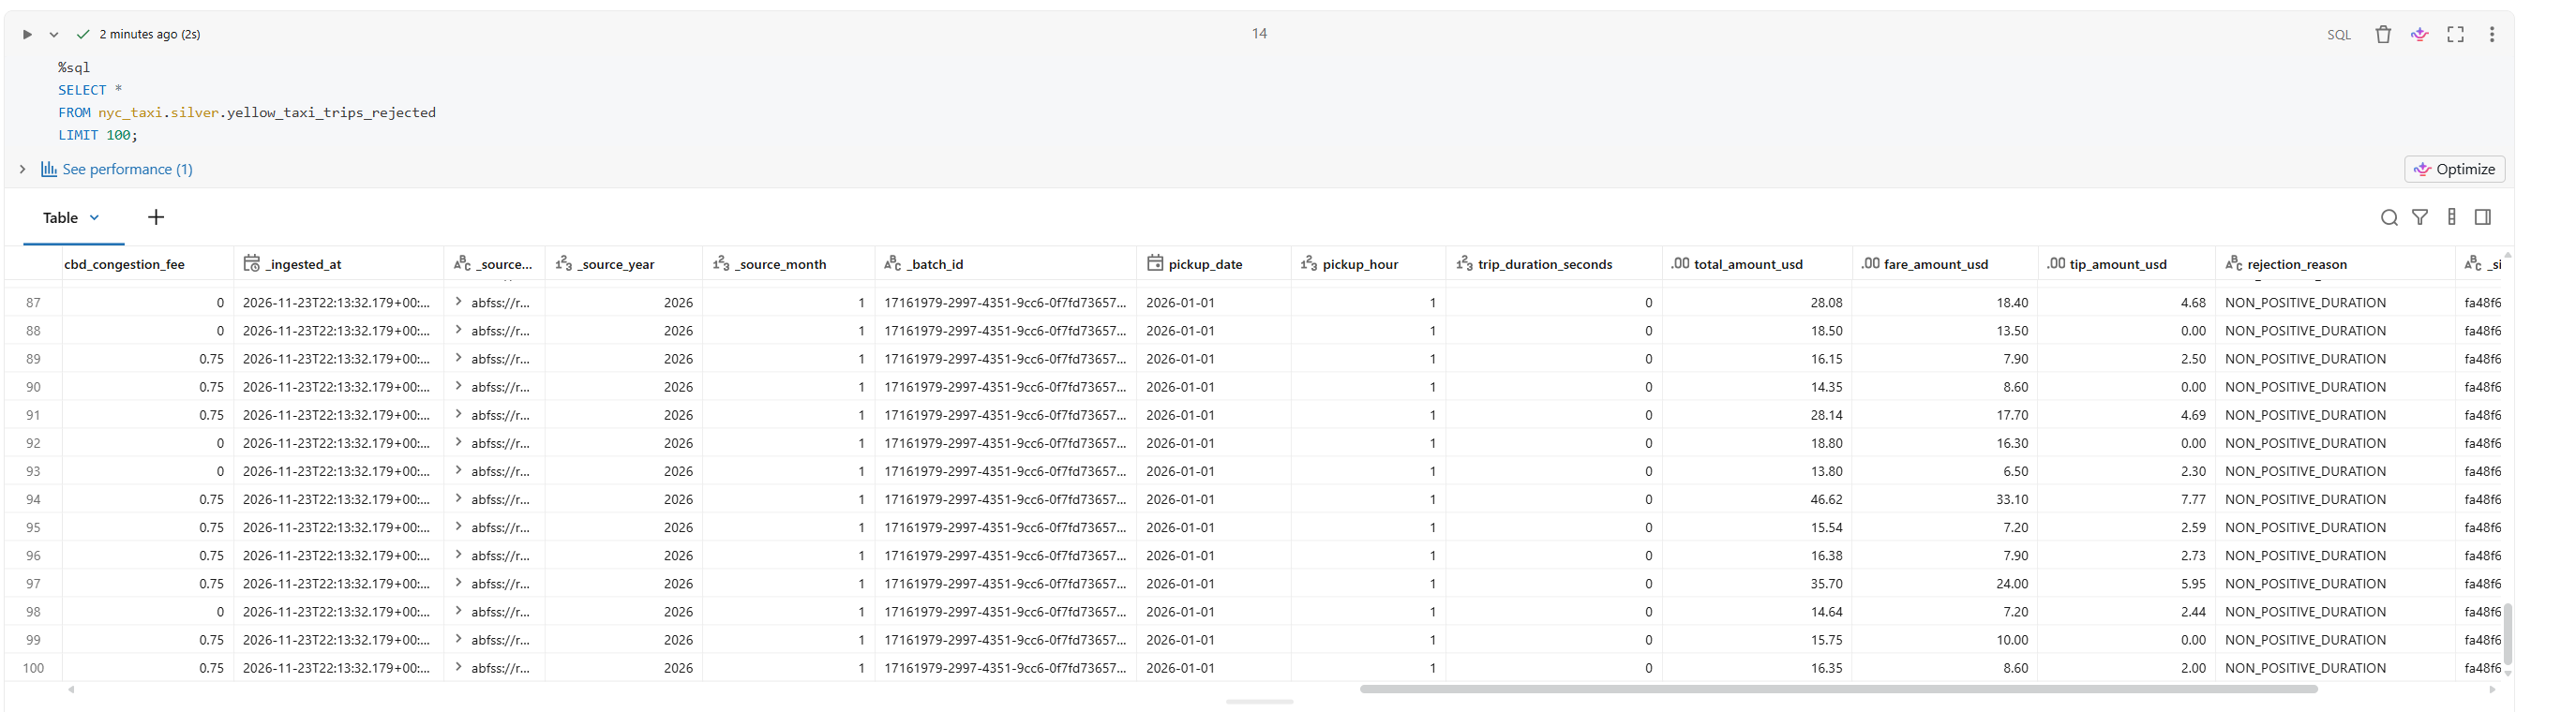 2 minutes ago (2s)
14
SQL
%sql
SELECT *
FROM nyc_taxi.silver.yellow_taxi_trips_rejected
LIMIT 100;
See performance (1)
Optimize
Table
cbd_congestion_fee _ingested_at _source... _source_year _source_month _batch_id pickup_date pickup_hour trip_duration_seconds total_amount_usd fare_amount_usd tip_amount_usd rejection_reason _si
87 0 2026-11-23T22:13:32.179+00:... abfss://r... 2026 1 17161979-2997-4351-9cc6-0f7fd73657... 2026-01-01 1 0 28.08 18.40 4.68 NON_POSITIVE_DURATION fa48f6
88 0 2026-11-23T22:13:32.179+00:... abfss://r... 2026 1 17161979-2997-4351-9cc6-0f7fd73657... 2026-01-01 1 0 18.50 13.50 0.00 NON_POSITIVE_DURATION fa48f6
89 0.75 2026-11-23T22:13:32.179+00:... abfss://r... 2026 1 17161979-2997-4351-9cc6-0f7fd73657... 2026-01-01 1 0 16.15 7.90 2.50 NON_POSITIVE_DURATION fa48f6
90 0.75 2026-11-23T22:13:32.179+00:... abfss://r... 2026 1 17161979-2997-4351-9cc6-0f7fd73657... 2026-01-01 1 0 14.35 8.60 0.00 NON_POSITIVE_DURATION fa48f6
91 0.75 2026-11-23T22:13:32.179+00:... abfss://r... 2026 1 17161979-2997-4351-9cc6-0f7fd73657... 2026-01-01 1 0 28.14 17.70 4.69 NON_POSITIVE_DURATION fa48f6
92 0 2026-11-23T22:13:32.179+00:... abfss://r... 2026 1 17161979-2997-4351-9cc6-0f7fd73657... 2026-01-01 1 0 18.80 16.30 0.00 NON_POSITIVE_DURATION fa48f6
93 0 2026-11-23T22:13:32.179+00:... abfss://r... 2026 1 17161979-2997-4351-9cc6-0f7fd73657... 2026-01-01 1 0 13.80 6.50 2.30 NON_POSITIVE_DURATION fa48f6
94 0.75 2026-11-23T22:13:32.179+00:... abfss://r... 2026 1 17161979-2997-4351-9cc6-0f7fd73657... 2026-01-01 1 0 46.62 33.10 7.77 NON_POSITIVE_DURATION fa48f6
95 0.75 2026-11-23T22:13:32.179+00:... abfss://r... 2026 1 17161979-2997-4351-9cc6-0f7fd73657... 2026-01-01 1 0 15.54 7.20 2.59 NON_POSITIVE_DURATION fa48f6
96 0.75 2026-11-23T22:13:32.179+00:... abfss://r... 2026 1 17161979-2997-4351-9cc6-0f7fd73657... 2026-01-01 1 0 16.38 7.90 2.73 NON_POSITIVE_DURATION fa48f6
97 0.75 2026-11-23T22:13:32.179+00:... abfss://r... 2026 1 17161979-2997-4351-9cc6-0f7fd73657... 2026-01-01 1 0 35.70 24.00 5.95 NON_POSITIVE_DURATION fa48f6
98 0 2026-11-23T22:13:32.179+00:... abfss://r... 2026 1 17161979-2997-4351-9cc6-0f7fd73657... 2026-01-01 1 0 14.64 7.20 2.44 NON_POSITIVE_DURATION fa48f6
99 0.75 2026-11-23T22:13:32.179+00:... abfss://r... 2026 1 17161979-2997-4351-9cc6-0f7fd73657... 2026-01-01 1 0 15.75 10.00 0.00 NON_POSITIVE_DURATION fa48f6
100 0.75 2026-11-23T22:13:32.179+00:... abfss://r... 2026 1 17161979-2997-4351-9cc6-0f7fd73657... 2026-01-01 1 0 16.35 8.60 2.00 NON_POSITIVE_DURATION fa48f6